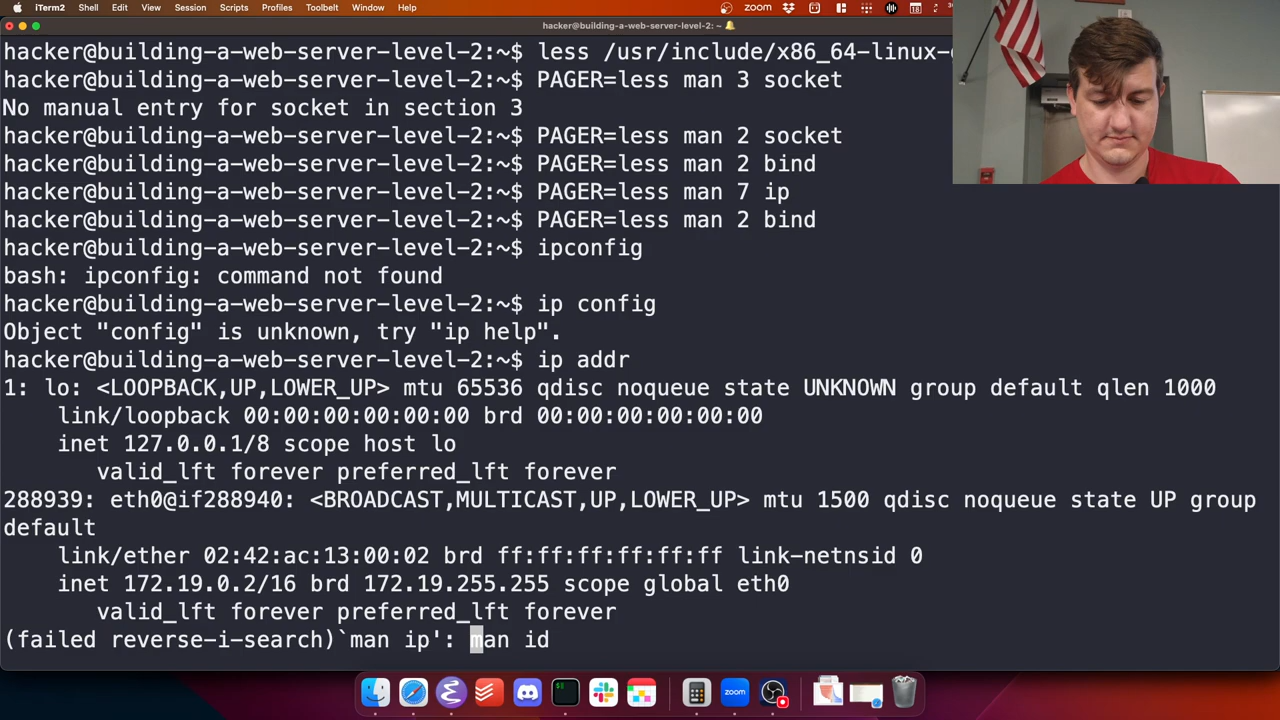 iTerm2 Shell Edit View Session Scripts Profiles Toolbelt Window Help zoom
hacker@building-a-web-server-level-2: ~
hacker@building-a-web-server-level-2:~$ less /usr/include/x86_64-linux-
hacker@building-a-web-server-level-2:~$ PAGER=less man 3 socket
No manual entry for socket in section 3
hacker@building-a-web-server-level-2:~$ PAGER=less man 2 socket
hacker@building-a-web-server-level-2:~$ PAGER=less man 2 bind
hacker@building-a-web-server-level-2:~$ PAGER=less man 7 ip
hacker@building-a-web-server-level-2:~$ PAGER=less man 2 bind
hacker@building-a-web-server-level-2:~$ ipconfig
bash: ipconfig: command not found
hacker@building-a-web-server-level-2:~$ ip config
Object "config" is unknown, try "ip help".
hacker@building-a-web-server-level-2:~$ ip addr
1: lo: <LOOPBACK,UP,LOWER_UP> mtu 65536 qdisc noqueue state UNKNOWN group default qlen 1000
link/loopback 00:00:00:00:00:00 brd 00:00:00:00:00:00
inet 127.0.0.1/8 scope host lo
valid_lft forever preferred_lft forever
288939: eth0@if288940: <BROADCAST,MULTICAST,UP,LOWER_UP> mtu 1500 qdisc noqueue state UP group
default
link/ether 02:42:ac:13:00:02 brd ff:ff:ff:ff:ff:ff link-netnsid 0
inet 172.19.0.2/16 brd 172.19.255.255 scope global eth0
valid_lft forever preferred_lft forever
(failed reverse-i-search)`man ip': man id
zoom